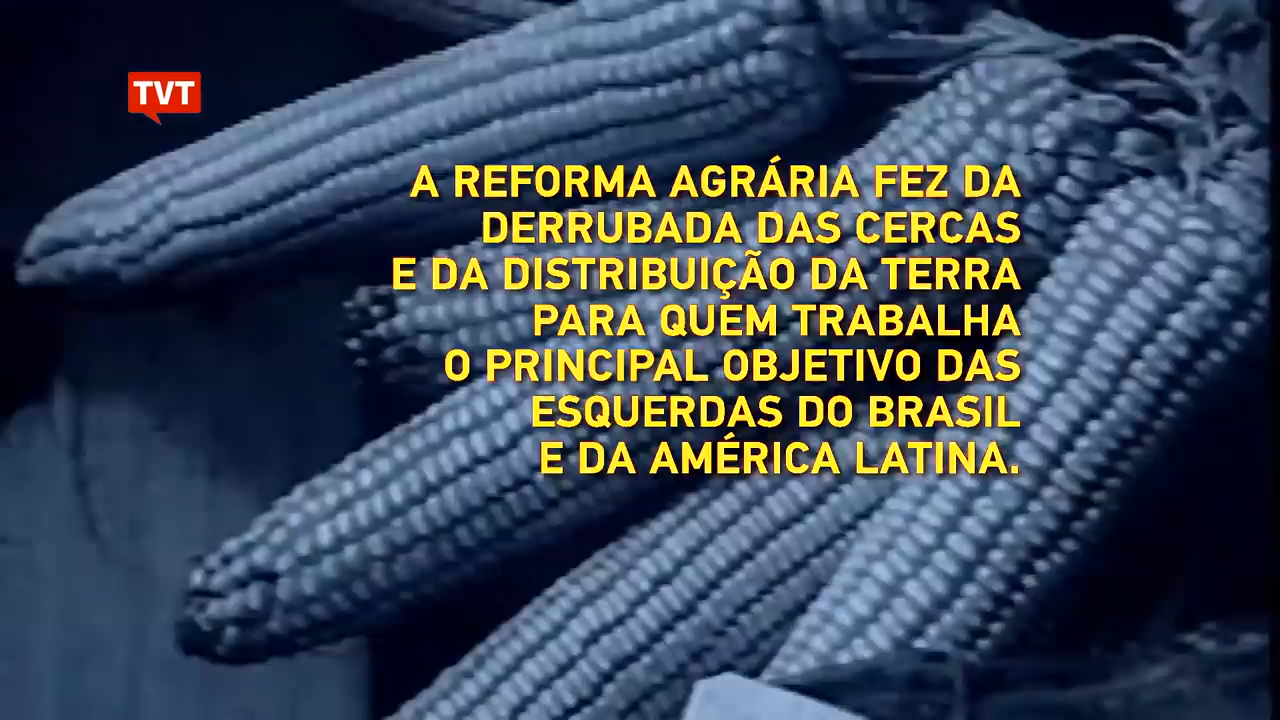 TVT
A REFORMA AGRÁRIA FEZ DA
DERRUBADA DAS CERCAS
E DA DISTRIBUIÇÃO DA TERRA
PARA QUEM TRABALHA
O PRINCIPAL OBJETIVO DAS
ESQUERDAS DO BRASIL
E DA AMÉRICA LATINA.